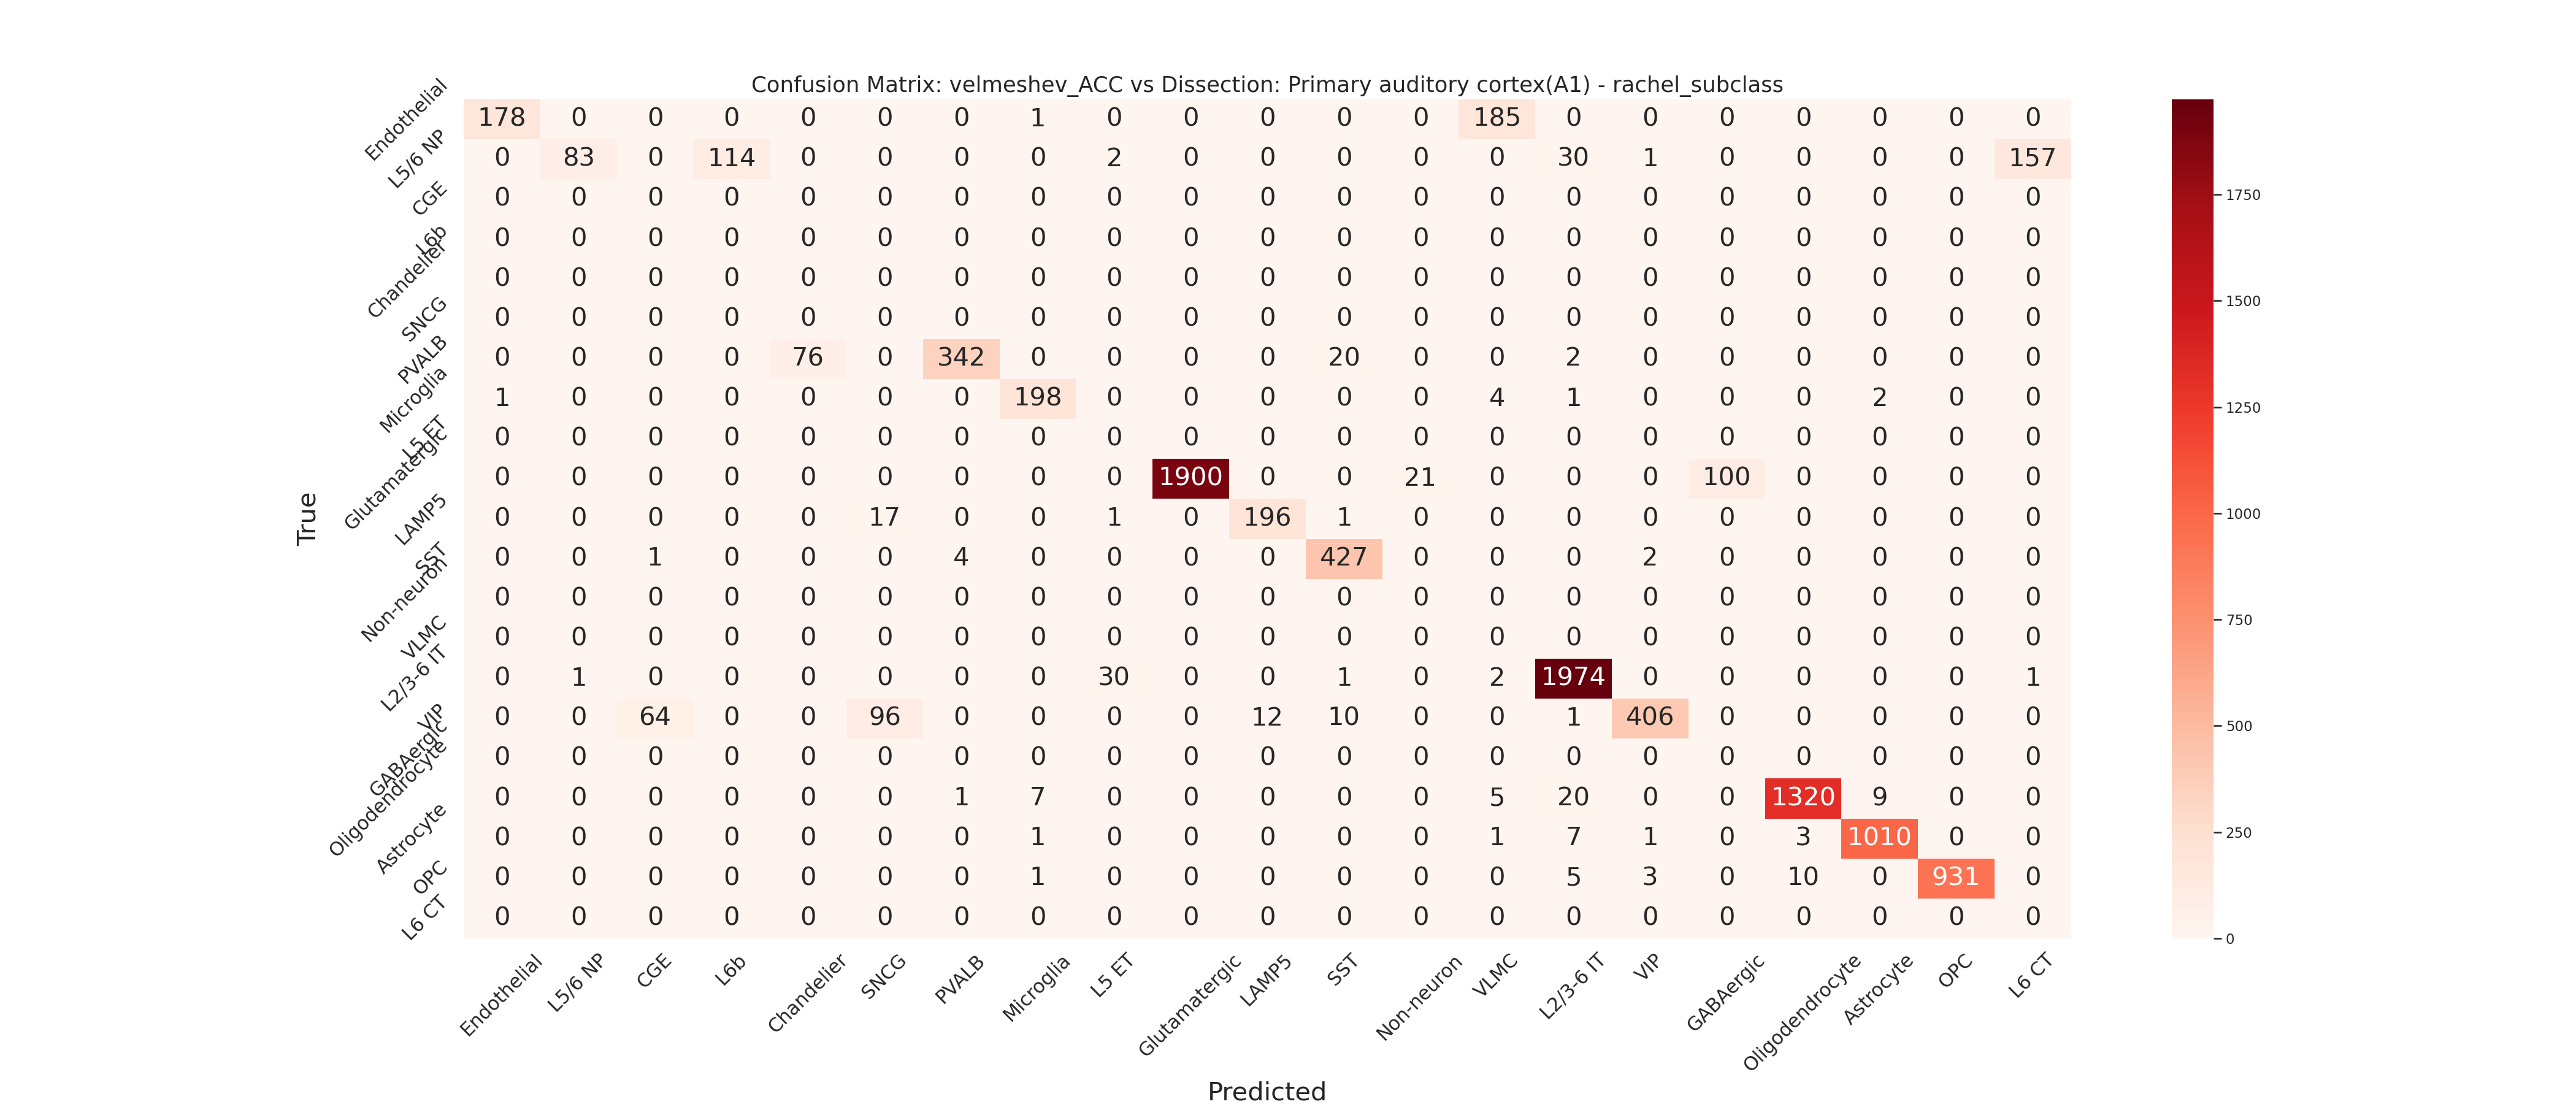 Confusion Matrix: velmeshev_ACC vs Dissection: Primary auditory cortex(A1) - rachel_subclass
True
Endothelial 178 0 0 0 0 0 0 1 0 0 0 0 0 185 0 0 0 0 0 0 0
L5/6 NP 0 83 0 114 0 0 0 0 2 0 0 0 0 0 30 1 0 0 0 0 157
CGE 0 0 0 0 0 0 0 0 0 0 0 0 0 0 0 0 0 0 0 0 0
L6b 0 0 0 0 0 0 0 0 0 0 0 0 0 0 0 0 0 0 0 0 0
Chandelier 0 0 0 0 0 0 0 0 0 0 0 0 0 0 0 0 0 0 0 0 0
SNCG 0 0 0 0 0 0 0 0 0 0 0 0 0 0 0 0 0 0 0 0 0
PVALB 0 0 0 0 76 0 342 0 0 0 0 20 0 0 2 0 0 0 0 0 0
Microglia 1 0 0 0 0 0 0 198 0 0 0 0 0 4 1 0 0 0 2 0 0
L5 ET 0 0 0 0 0 0 0 0 0 0 0 0 0 0 0 0 0 0 0 0 0
Glutamatergic 0 0 0 0 0 0 0 0 0 1900 0 0 21 0 0 0 100 0 0 0 0
LAMP5 0 0 0 0 0 17 0 0 1 0 196 1 0 0 0 0 0 0 0 0 0
SST 0 0 1 0 0 0 4 0 0 0 0 427 0 0 0 2 0 0 0 0 0
Non-neuron 0 0 0 0 0 0 0 0 0 0 0 0 0 0 0 0 0 0 0 0 0
VLMC 0 0 0 0 0 0 0 0 0 0 0 0 0 0 0 0 0 0 0 0 0
L2/3-6 IT 0 1 0 0 0 0 0 0 30 0 0 1 0 2 1974 0 0 0 0 0 1
VIP 0 0 64 0 0 96 0 0 0 0 12 10 0 0 1 406 0 0 0 0 0
GABAergic 0 0 0 0 0 0 0 0 0 0 0 0 0 0 0 0 0 0 0 0 0
Oligodendrocyte 0 0 0 0 0 0 1 7 0 0 0 0 0 5 20 0 0 1320 9 0 0
Astrocyte 0 0 0 0 0 0 0 1 0 0 0 0 0 1 7 1 0 3 1010 0 0
OPC 0 0 0 0 0 0 0 1 0 0 0 0 0 0 5 3 0 10 0 931 0
L6 CT 0 0 0 0 0 0 0 0 0 0 0 0 0 0 0 0 0 0 0 0 0
Endothelial L5/6 NP CGE L6b Chandelier SNCG PVALB Microglia L5 ET Glutamatergic LAMP5 SST Non-neuron VLMC L2/3-6 IT VIP GABAergic Oligodendrocyte Astrocyte OPC L6 CT
Predicted
1750
1500
1250
1000
750
500
250
0